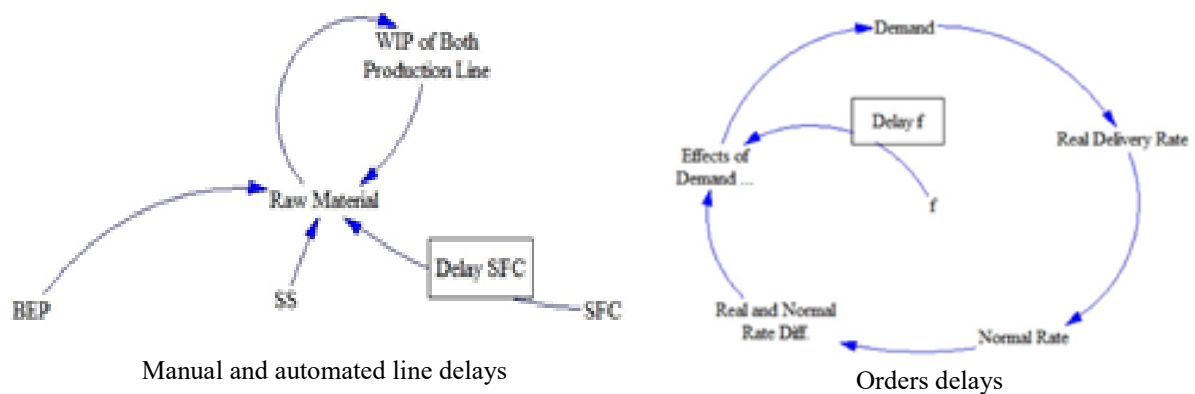 WIP of Both
Production Line
Raw Material
BEP
SS
Delay SFC
SFC
Manual and automated line delays
Demand
Delay f
Real Delivery Rate
Effects of
Demand ...
f
Real and Normal
Rate Diff.
Normal Rate
Orders delays